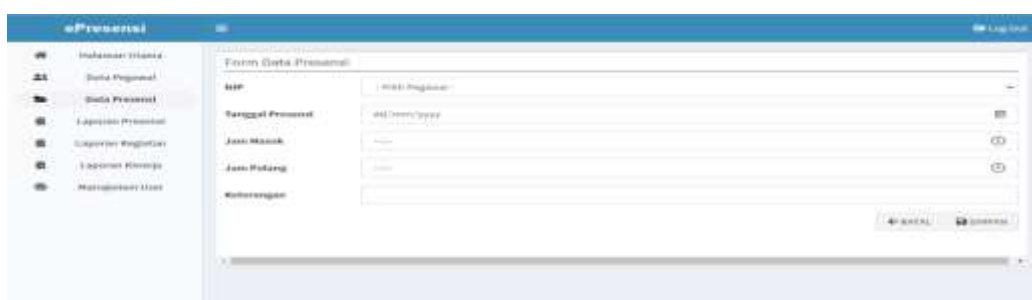 ePresensi
Log Out
Halaman Utama
Data Pegawai
Data Presensi
Laporan Presensi
Laporan Kegiatan
Laporan Kinerja
Manajemen User
Form Data Presensi
NIP
- Pilih Pegawai -
Tanggal Presensi
dd/mm/yyyy
Jam Masuk
--:--
Jam Pulang
--:--
Keterangan
BATAL
SIMPAN